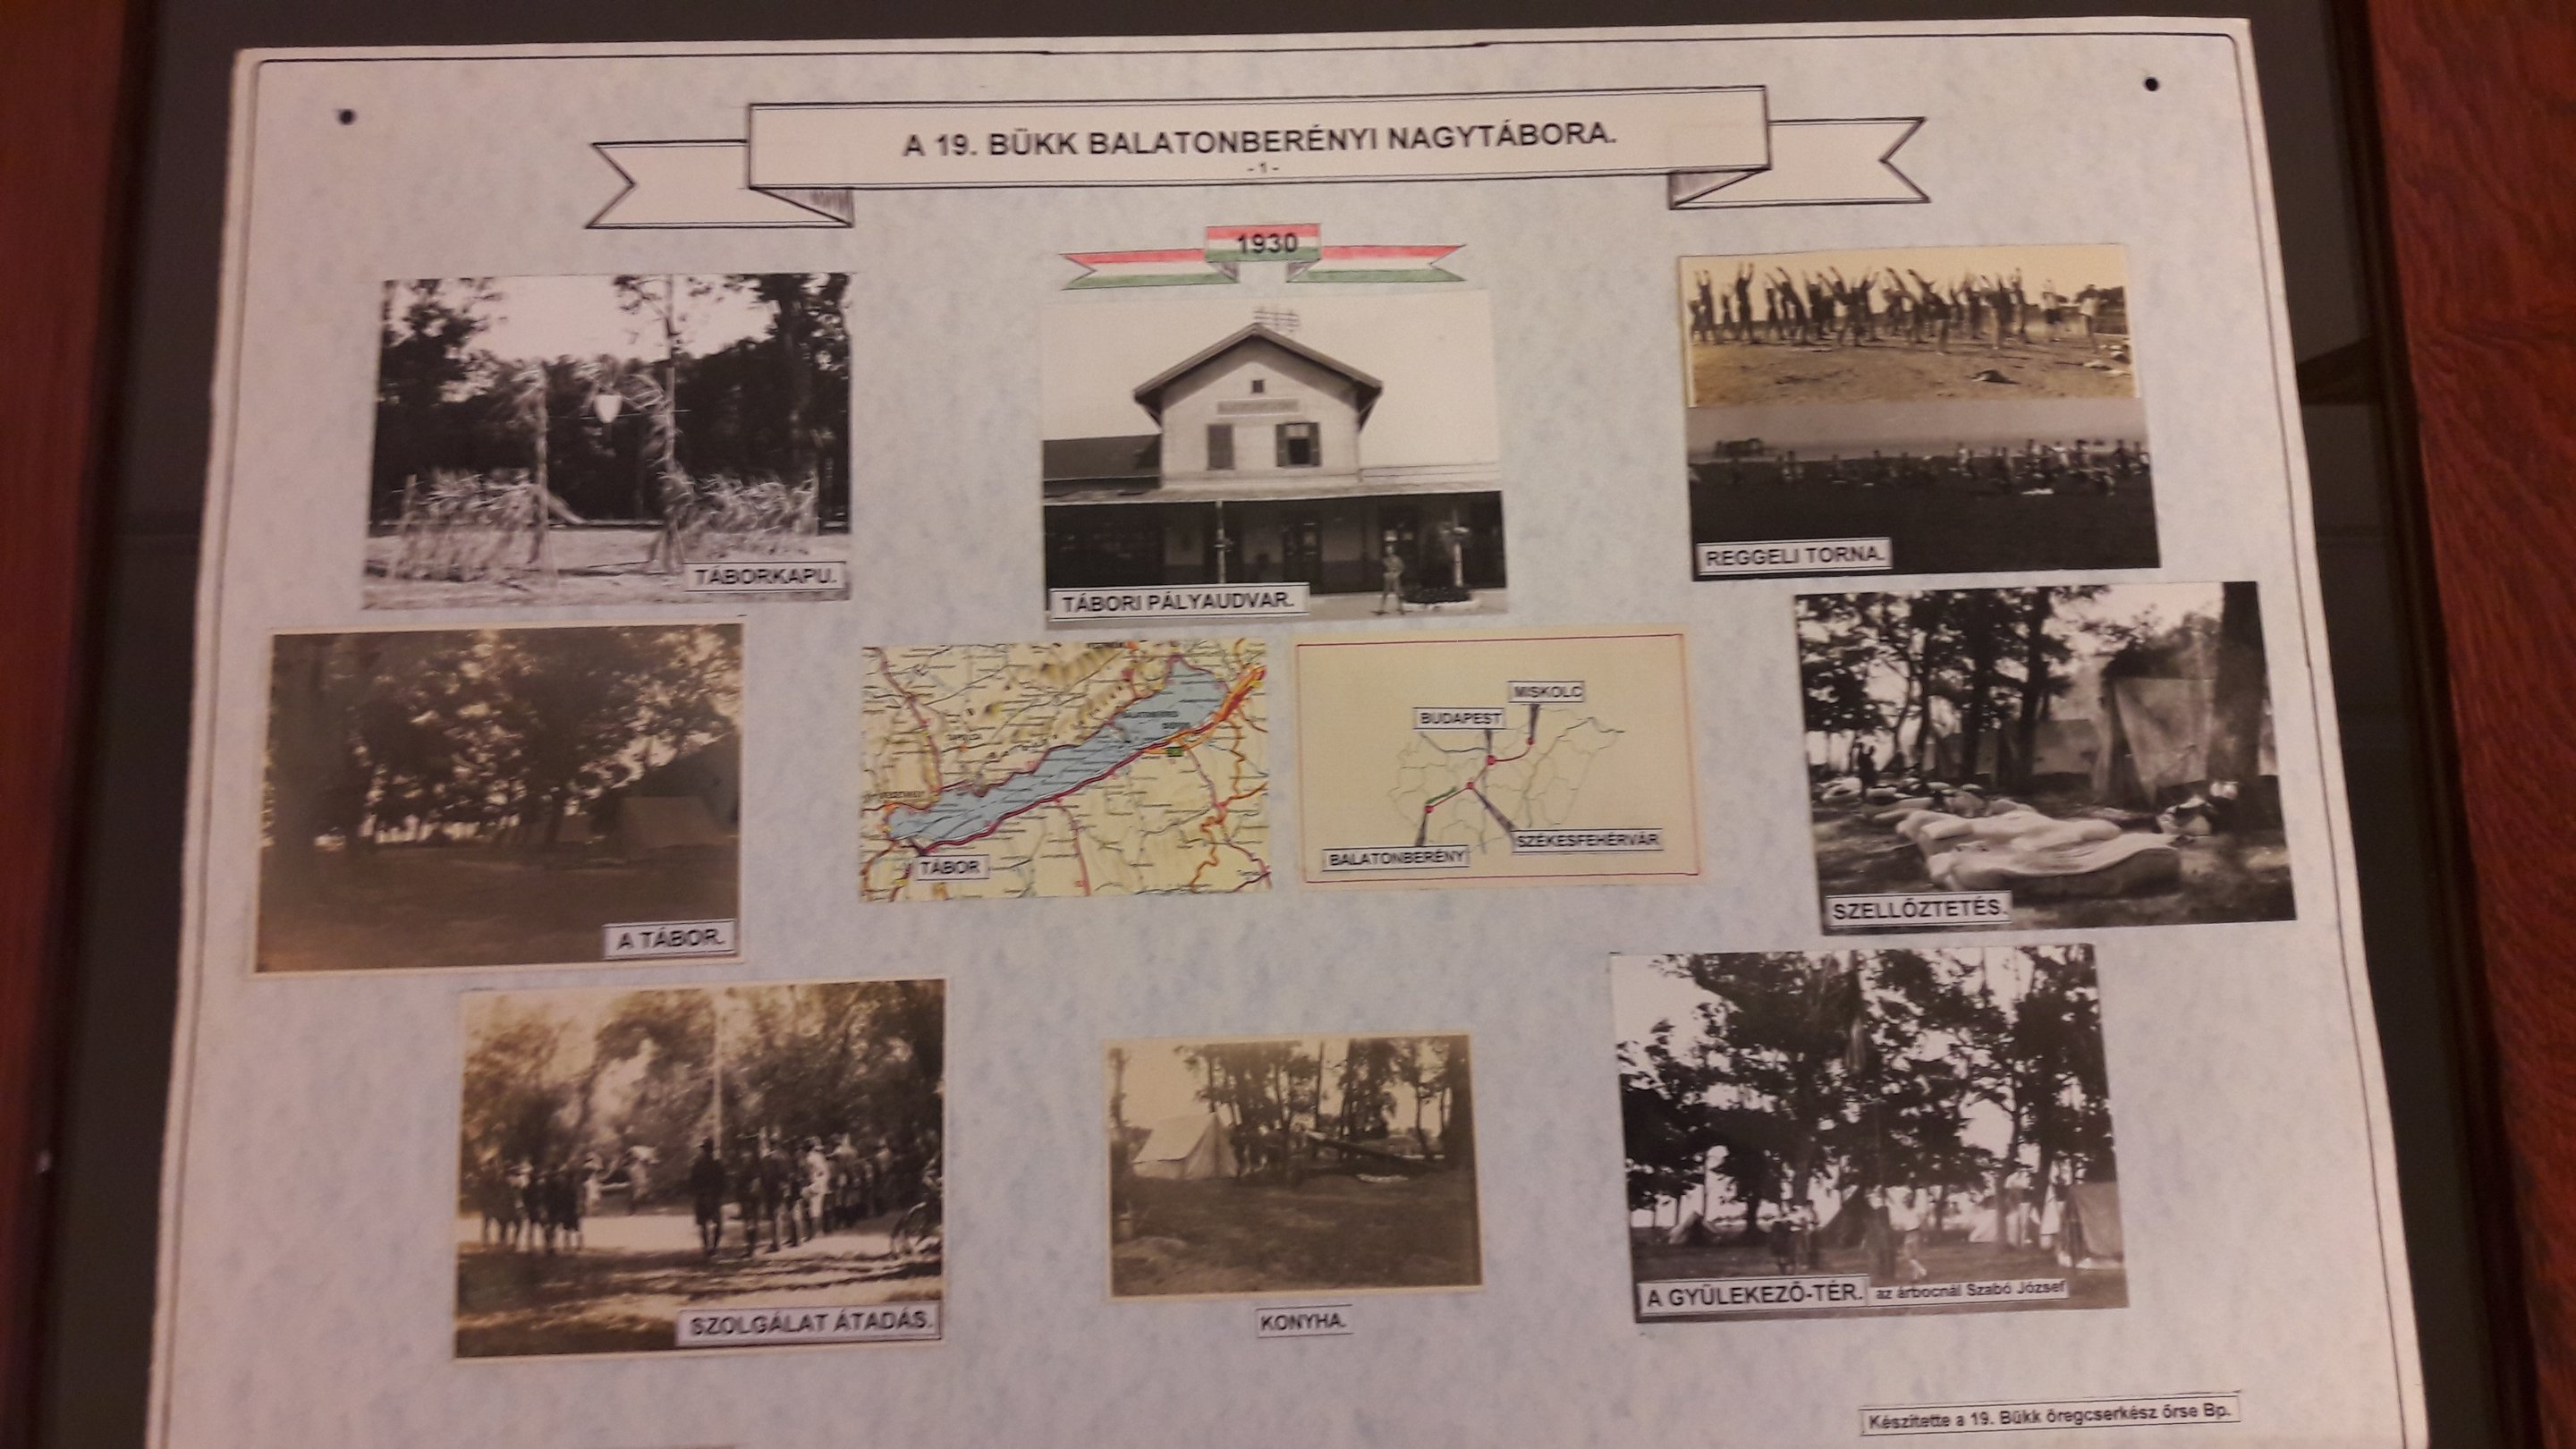 A 19. BÜKK BALATONBERÉNYI NAGYTÁBORA.
- 1 -
1930
TÁBORKAPU.
TÁBORI PÁLYAUDVAR.
REGGELI TORNA.
A TÁBOR.
TÁBOR
MISKOLC
BUDAPEST
BALATONBERÉNY
SZÉKESFEHÉRVÁR
SZELLŐZTETÉS.
SZOLGÁLAT ÁTADÁS.
KONYHA.
A GYÜLEKEZŐ-TÉR. az árbocnál Szabó József
Készítette a 19. Bükk öregcserkész őrse Bp.